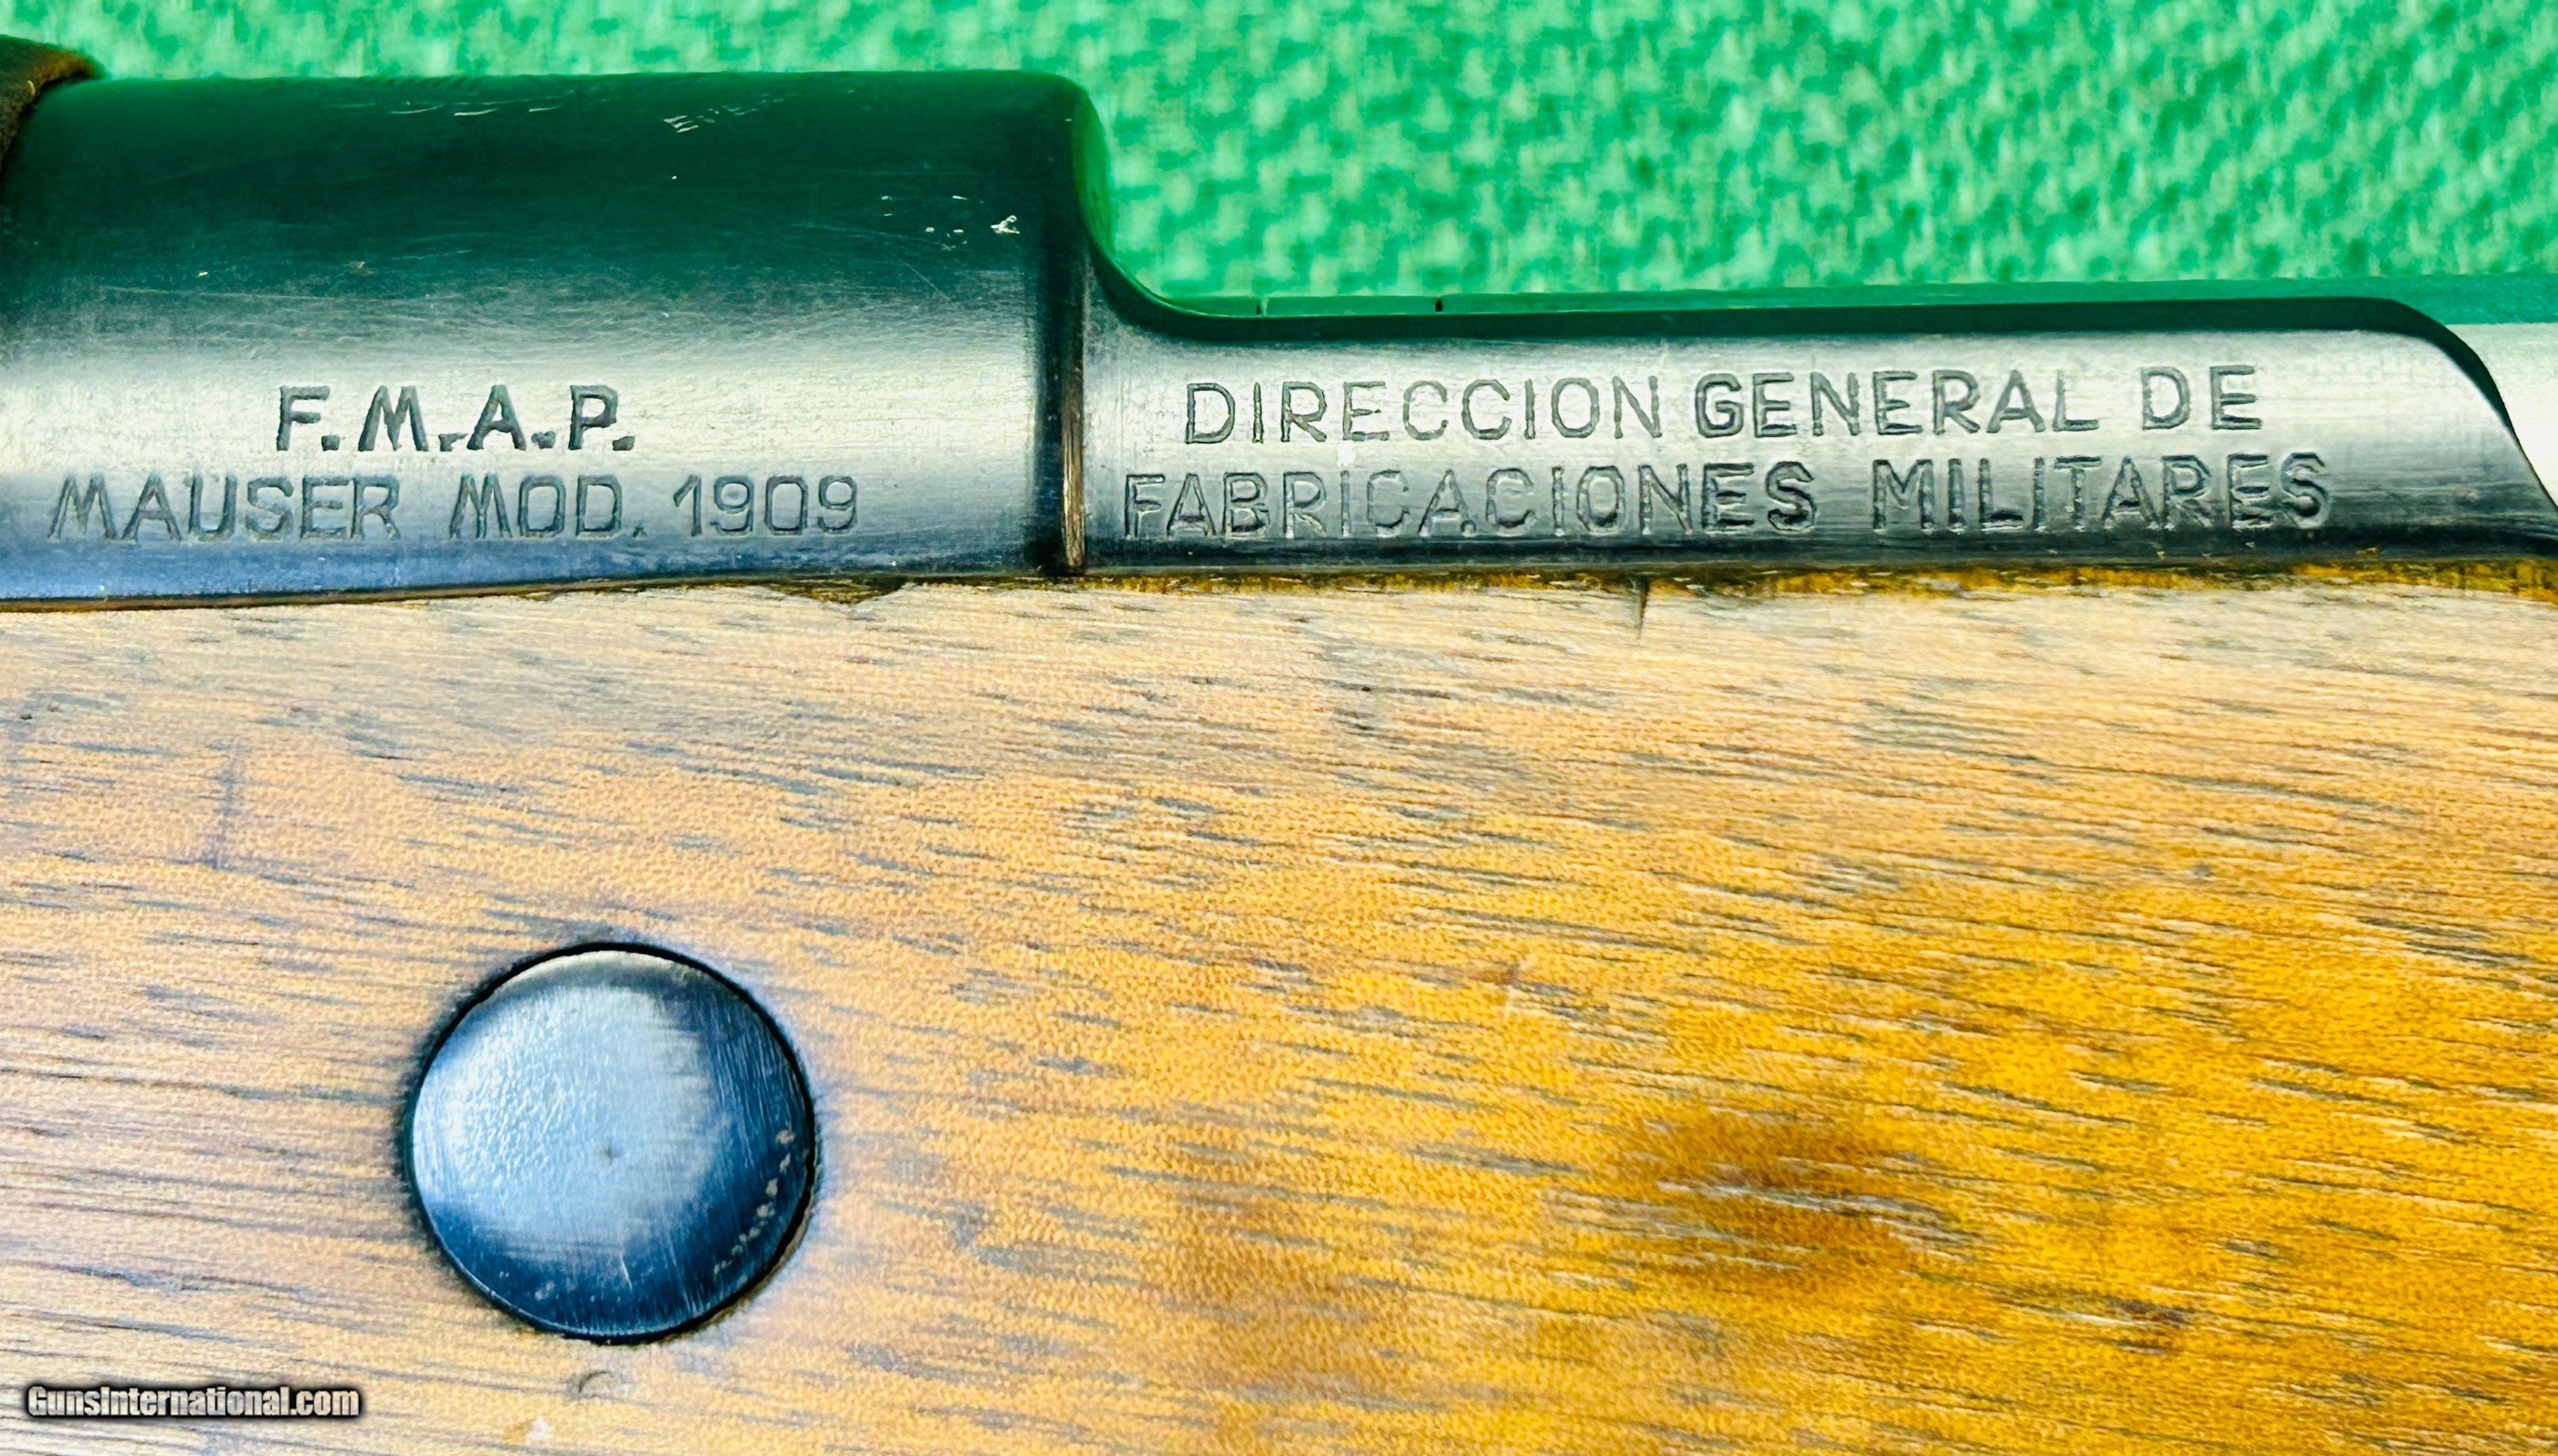 F.M.A.P.
MAUSER MOD. 1909
DIRECCION GENERAL DE
FABRICACIONES MILITARES
GunsInternational.com